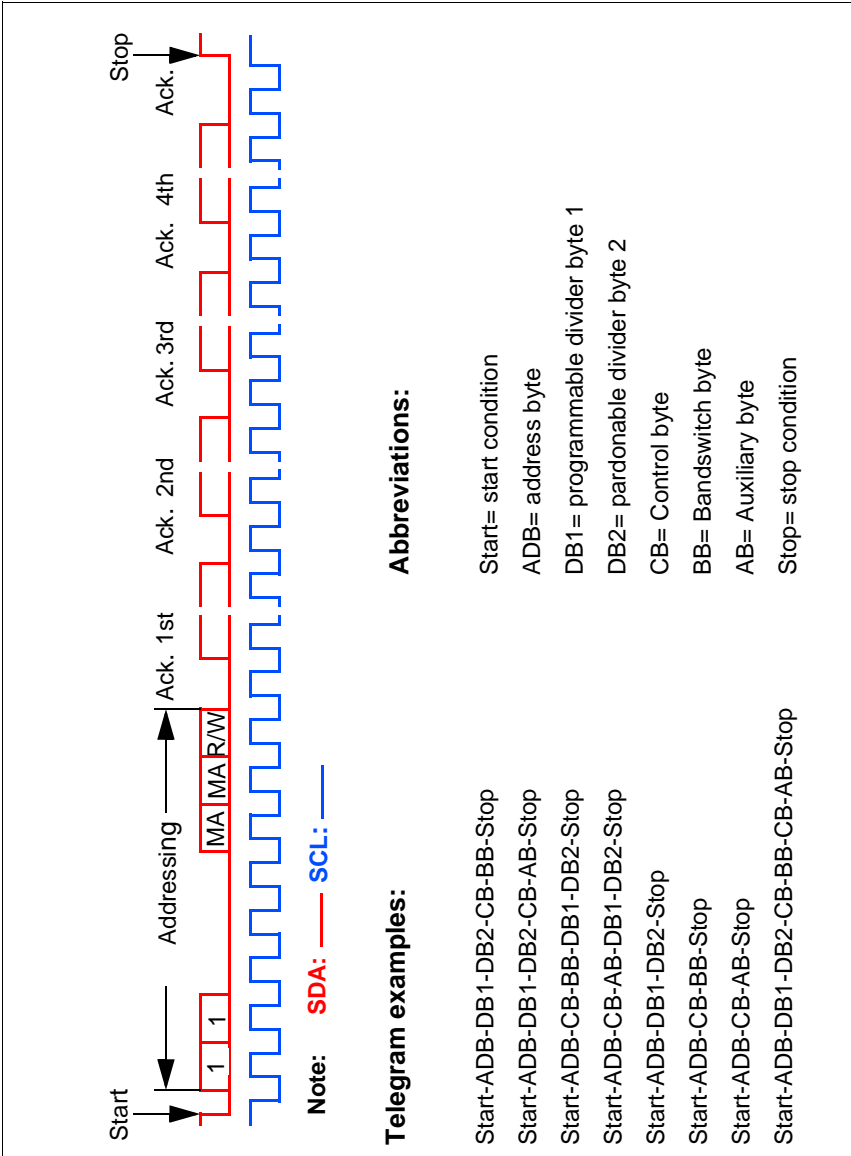 Start
Addressing
Ack. 1st
Ack. 2nd
Ack. 3rd
Ack. 4th
Ack.
Stop
1 1 MA MA R/W
Note: SDA: SCL:
Telegram examples:
Start-ADB-DB1-DB2-CB-BB-Stop
Start-ADB-DB1-DB2-CB-AB-Stop
Start-ADB-CB-BB-DB1-DB2-Stop
Start-ADB-CB-AB-DB1-DB2-Stop
Start-ADB-DB1-DB2-Stop
Start-ADB-CB-BB-Stop
Start-ADB-CB-AB-Stop
Start-ADB-DB1-DB2-CB-BB-CB-AB-Stop
Abbreviations:
Start= start condition
ADB= address byte
DB1= programmable divider byte 1
DB2= pardonable divider byte 2
CB= Control byte
BB= Bandswitch byte
AB= Auxiliary byte
Stop= stop condition